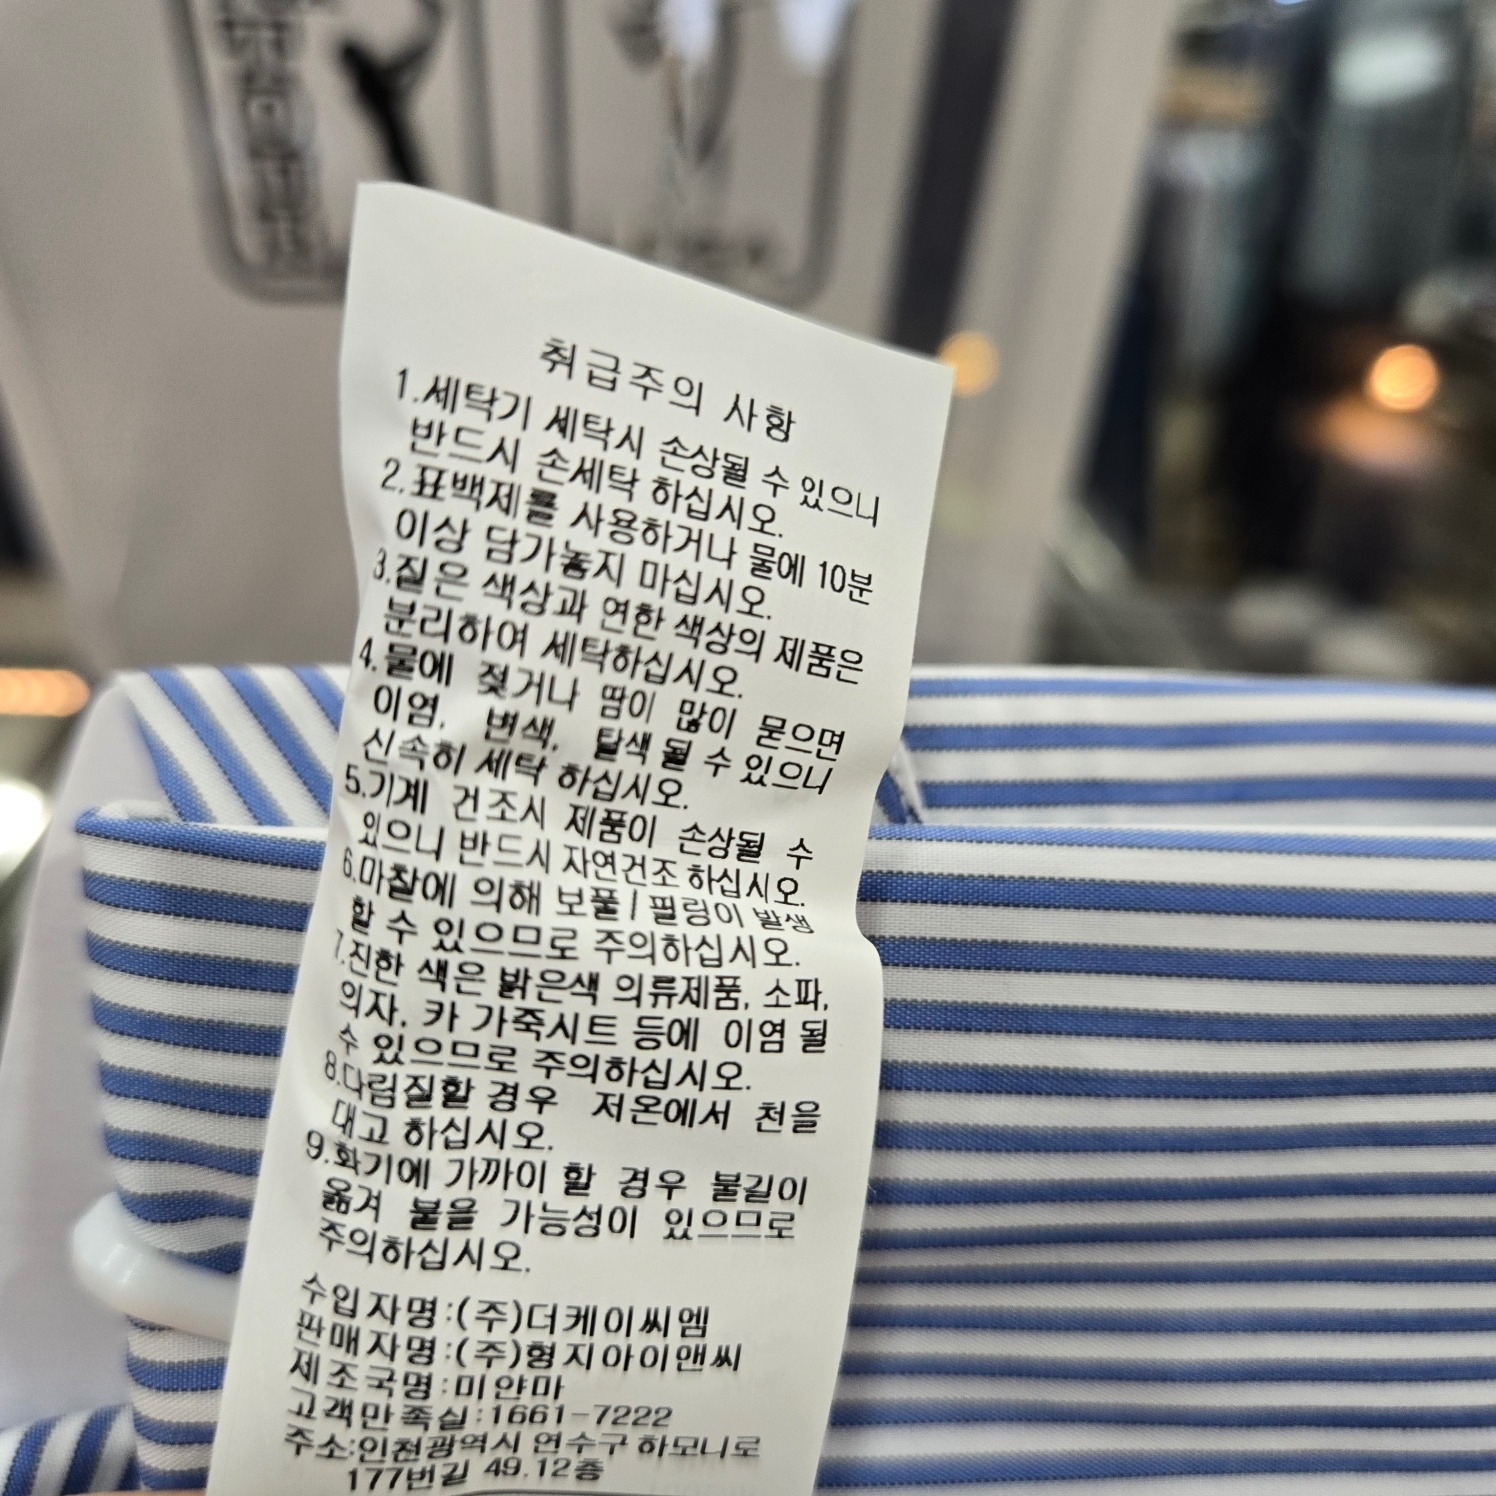 취급주의 사항
1.세탁기 세탁시 손상될 수 있으니
반드시 손세탁 하십시오.
2.표백제를 사용하거나 물에 10분
이상 담가놓지 마십시오.
3.짙은 색상과 연한 색상의 제품은
분리하여 세탁하십시오.
4.물에 젖거나 땀이 많이 묻으면
이염, 변색, 탈색 될 수 있으니
신속히 세탁 하십시오.
5.기계 건조시 제품이 손상될 수
있으니 반드시 자연건조 하십시오.
6.마찰에 의해 보풀|필링이 발생
할 수 있으므로 주의하십시오.
7.진한 색은 밝은색 의류제품, 소파,
의자, 카 가죽시트 등에 이염 될
수 있으므로 주의하십시오.
8.다림질할 경우 저온에서 천을
대고 하십시오.
9.화기에 가까이 할 경우 불길이
옮겨 붙을 가능성이 있으므로
주의하십시오.
수입자명:(주)더케이씨엠
판매자명:(주)형지아이앤씨
제조국명:미얀마
고객만족실:1661-7222
주소:인천광역시 연수구 하모니로
177번길 49.12층